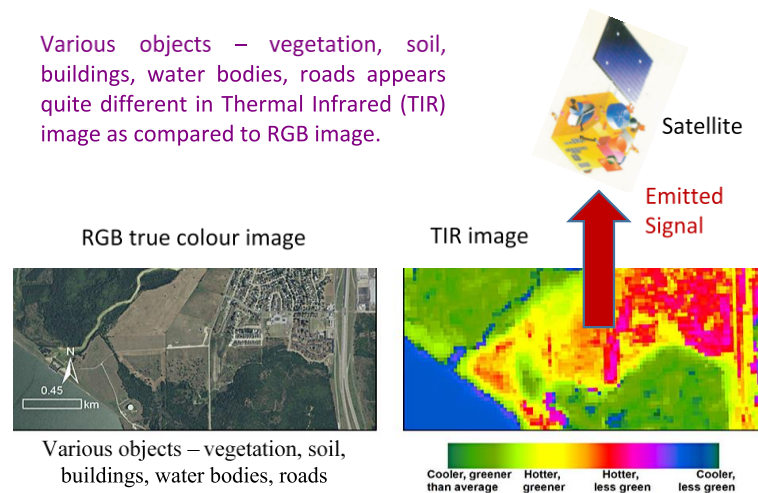 Various objects – vegetation, soil,
buildings, water bodies, roads appears
quite different in Thermal Infrared (TIR)
image as compared to RGB image.
Satellite
Emitted
Signal
RGB true colour image
TIR image
N
0.45
km
Various objects – vegetation, soil,
buildings, water bodies, roads
Cooler, greener
than average
Hotter,
greener
Hotter,
less green
Cooler,
less green